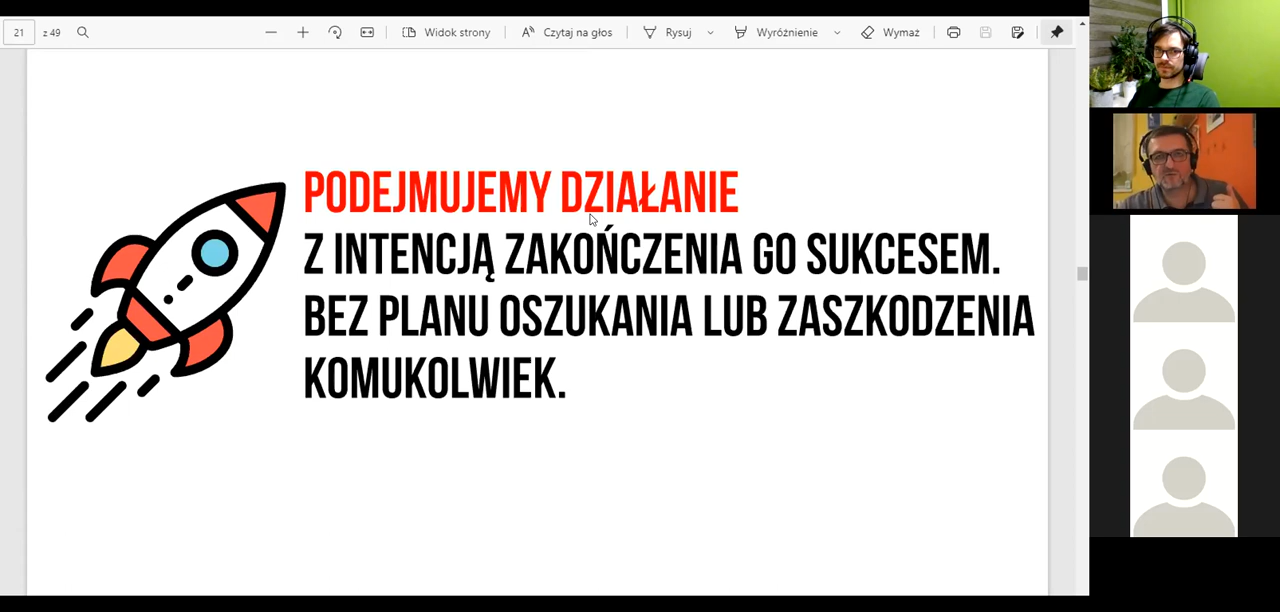 21 z 49 Widok strony Czytaj na głos Rysuj Wyróżnienie Wymaż
PODEJMUJEMY DZIAŁANIE
Z INTENCJĄ ZAKOŃCZENIA GO SUKCESEM.
BEZ PLANU OSZUKANIA LUB ZASZKODZENIA
KOMUKOLWIEK.